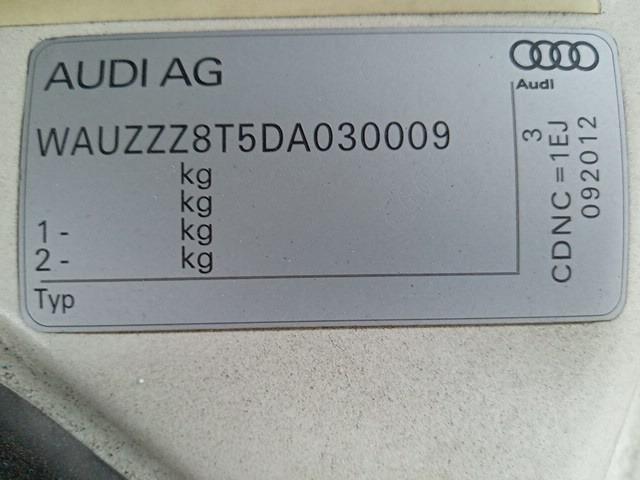 AUDI AG
Audi
WAUZZZ8T5DA030009
kg
kg
1 - kg
2 - kg
Typ
3
CDNC=1EJ
092012